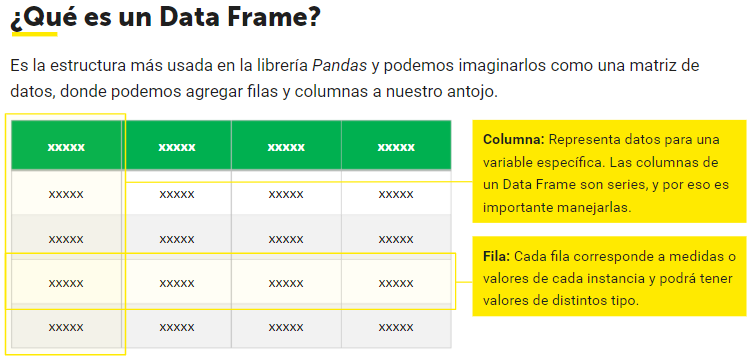 ¿Qué es un Data Frame?
Es la estructura más usada en la librería Pandas y podemos imaginarlos como una matriz de
datos, donde podemos agregar filas y columnas a nuestro antojo.
xxxxx xxxxx xxxxx xxxxx
xxxxx xxxxx xxxxx xxxxx
xxxxx xxxxx xxxxx xxxxx
xxxxx xxxxx xxxxx xxxxx
xxxxx xxxxx xxxxx xxxxx
Columna: Representa datos para una
variable específica. Las columnas de
un Data Frame son series, y por eso es
importante manejarlas.
Fila: Cada fila corresponde a medidas o
valores de cada instancia y podrá tener
valores de distintos tipo.